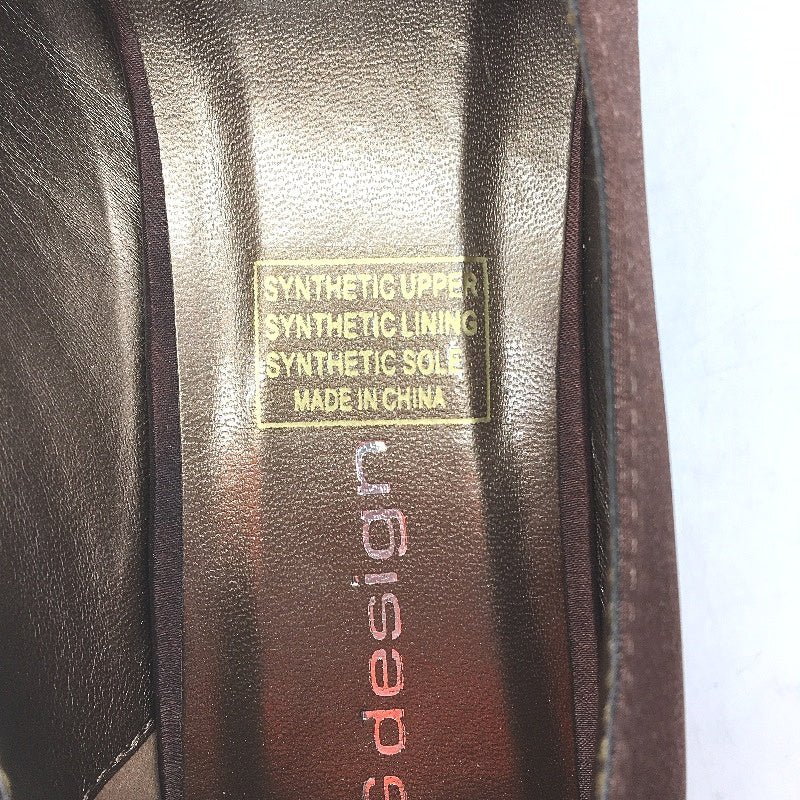 SYNTHETIC UPPER
SYNTHETIC LINING
SYNTHETIC SOLE
MADE IN CHINA
design